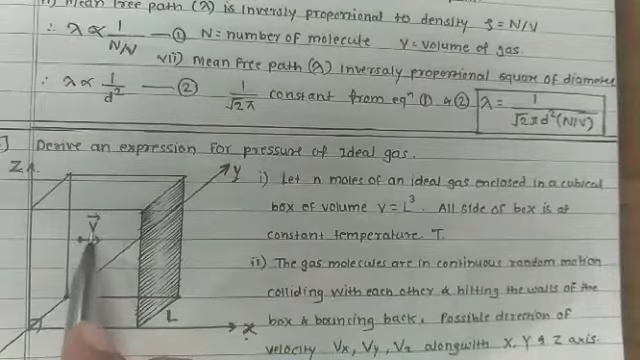 Mean free path (λ) is inversly proportional to density ς = N/V
∴ λ ∝ 1/(N/V) — ① N = number of molecule V = volume of gas.
vii) Mean free path (λ) Inversaly proportional square of diameter
∴ λ ∝ 1/d² — ② 1/(√2π) constant from eqⁿ ① & ② λ = 1/(√2πd²(N/V))
Derive an expression for pressure of Ideal gas.
Z
Y
i) Let n moles of an ideal gas enclosed in a cubical
box of volume V = L³. All side of box is at
constant temperature T.
V
ii) The gas molecules are in continuous random motion
colliding with each other & hitting the walls of the
box & bouncing back. Possible direction of
L
X
velocity Vx, Vy, Vz alongwith X, Y & Z axis.